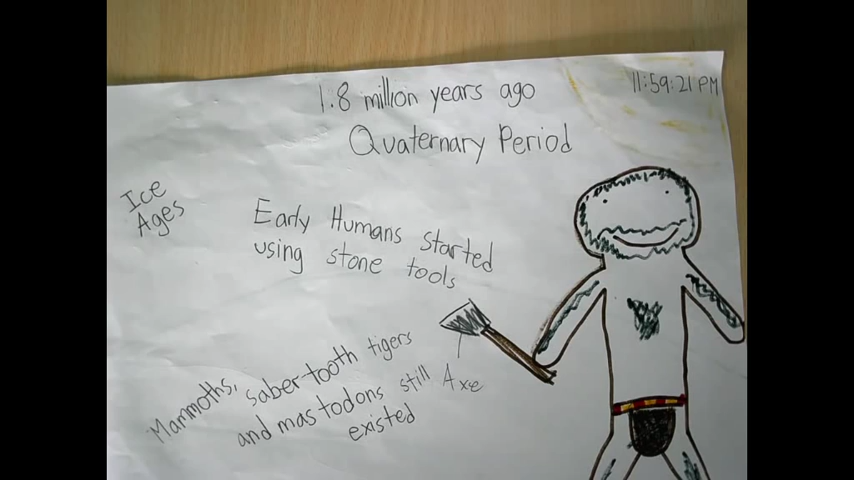 1.8 million years ago
11:59:21 PM
Quaternary Period
Ice
Ages
Early Humans started
using stone tools
Mammoths, saber-tooth tigers
and mastodons still
existed
Axe